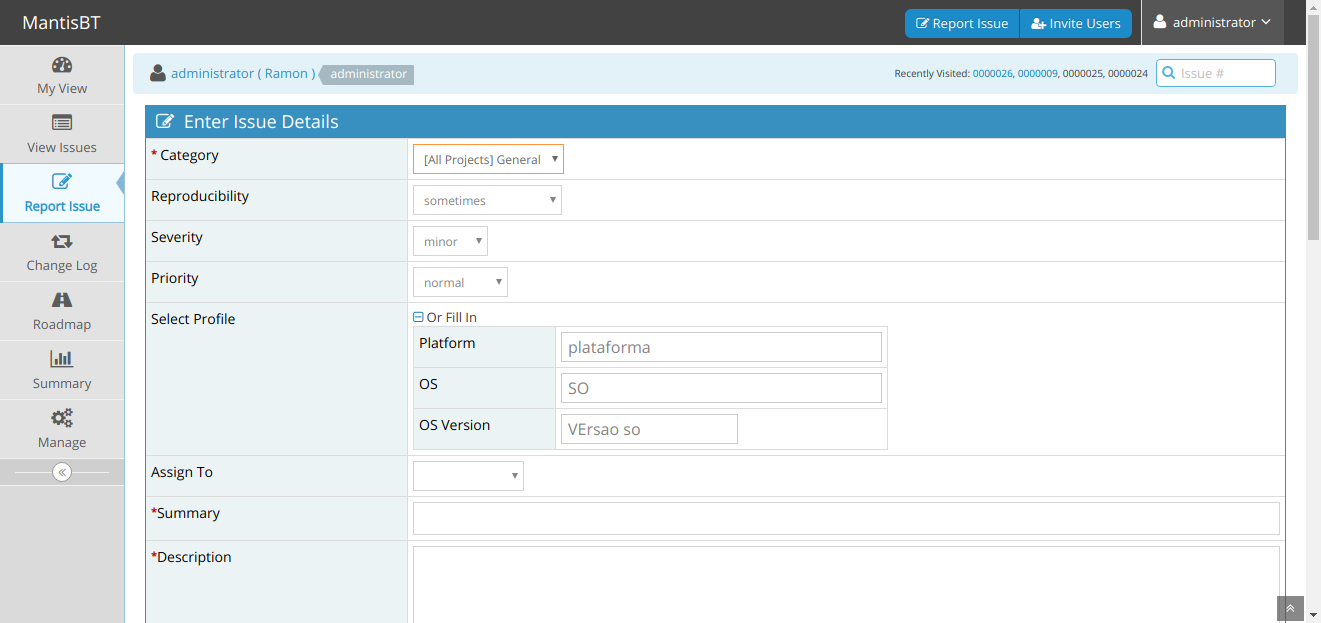 MantisBT
Report Issue
Invite Users
administrator
My View
View Issues
Report Issue
Change Log
Roadmap
Summary
Manage
administrator ( Ramon ) administrator
Recently Visited: 0000026, 0000009, 0000025, 0000024
Issue #
Enter Issue Details
* Category
[All Projects] General
Reproducibility
sometimes
Severity
minor
Priority
normal
Select Profile
Or Fill In
Platform
plataforma
OS
SO
OS Version
VErsao so
Assign To
*Summary
*Description